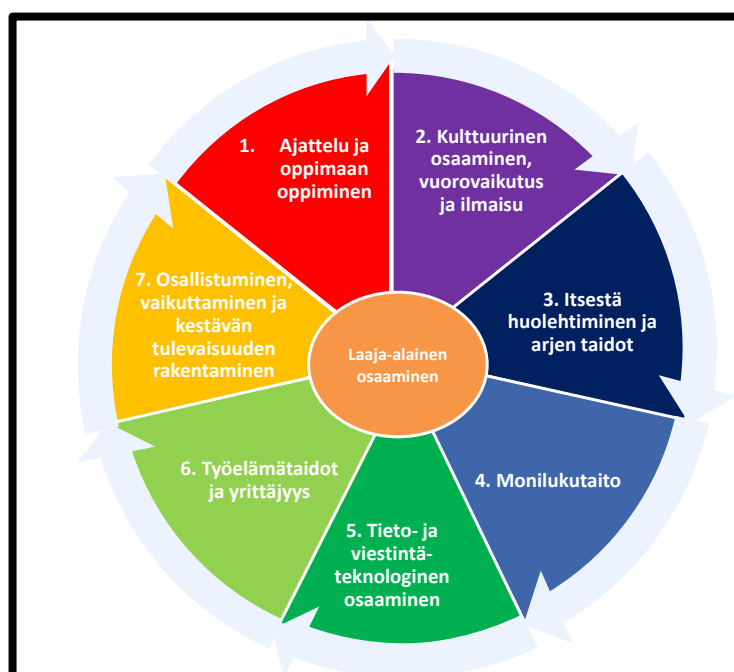 1. Ajattelu ja
oppimaan
oppiminen
2. Kulttuurinen
osaaminen,
vuorovaikutus
ja ilmaisu
3. Itsestä
huolehtiminen ja
arjen taidot
4. Monilukutaito
5. Tieto- ja
viestintä-
teknologinen
osaaminen
6. Työelämätaidot
ja yrittäjyys
7. Osallistuminen,
vaikuttaminen ja
kestävän
tulevaisuuden
rakentaminen
Laaja-alainen
osaaminen